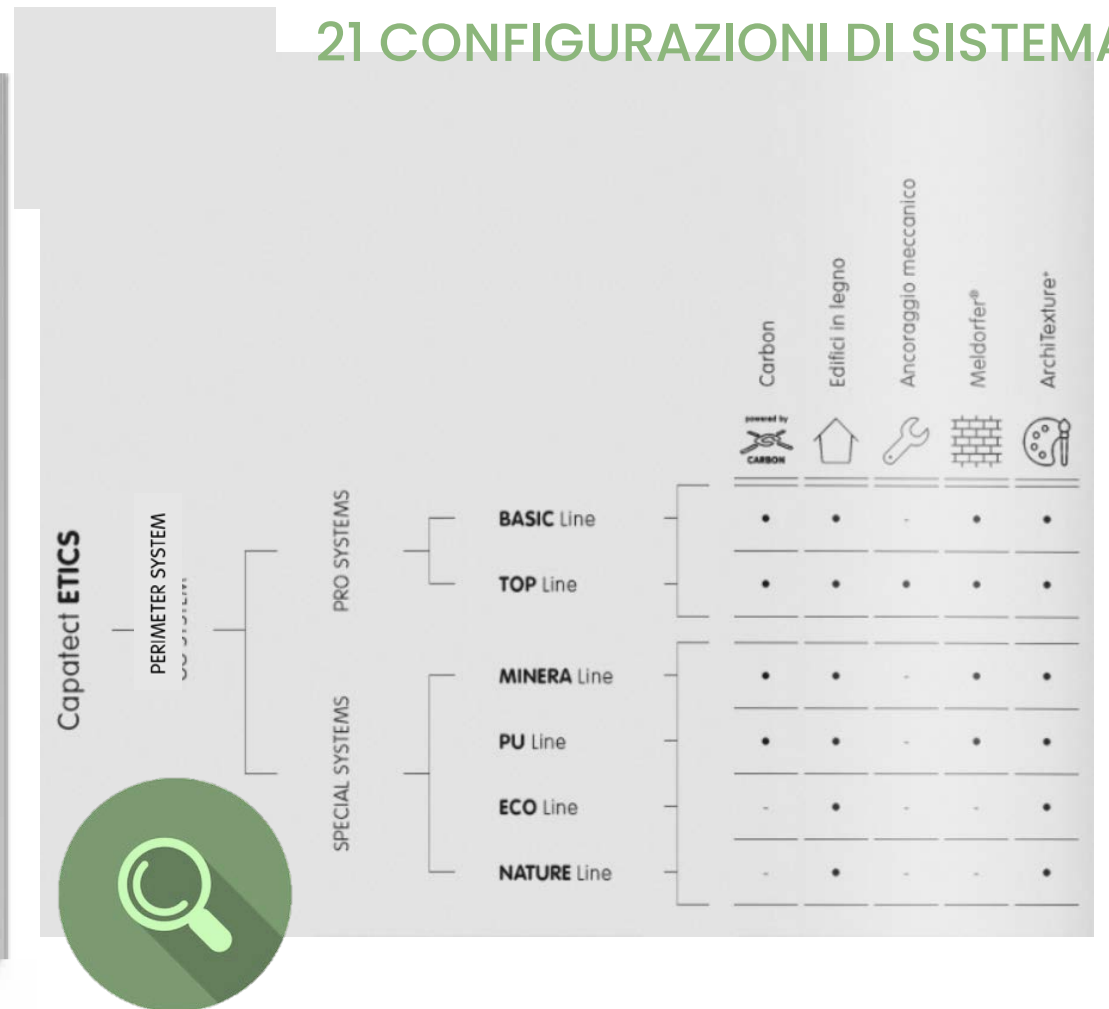 21 CONFIGURAZIONI DI SISTEMA
Carbon
Edifici in legno
Ancoraggio meccanico
Meldorfer®
ArchiTexture+
powered by
CARBON
Capatect ETICS
PERIMETER SYSTEM
PRO SYSTEMS
BASIC Line • • - • •
TOP Line • • • • •
SPECIAL SYSTEMS
MINERA Line • • - • •
PU Line • • - • •
ECO Line - • - - •
NATURE Line - • - - •